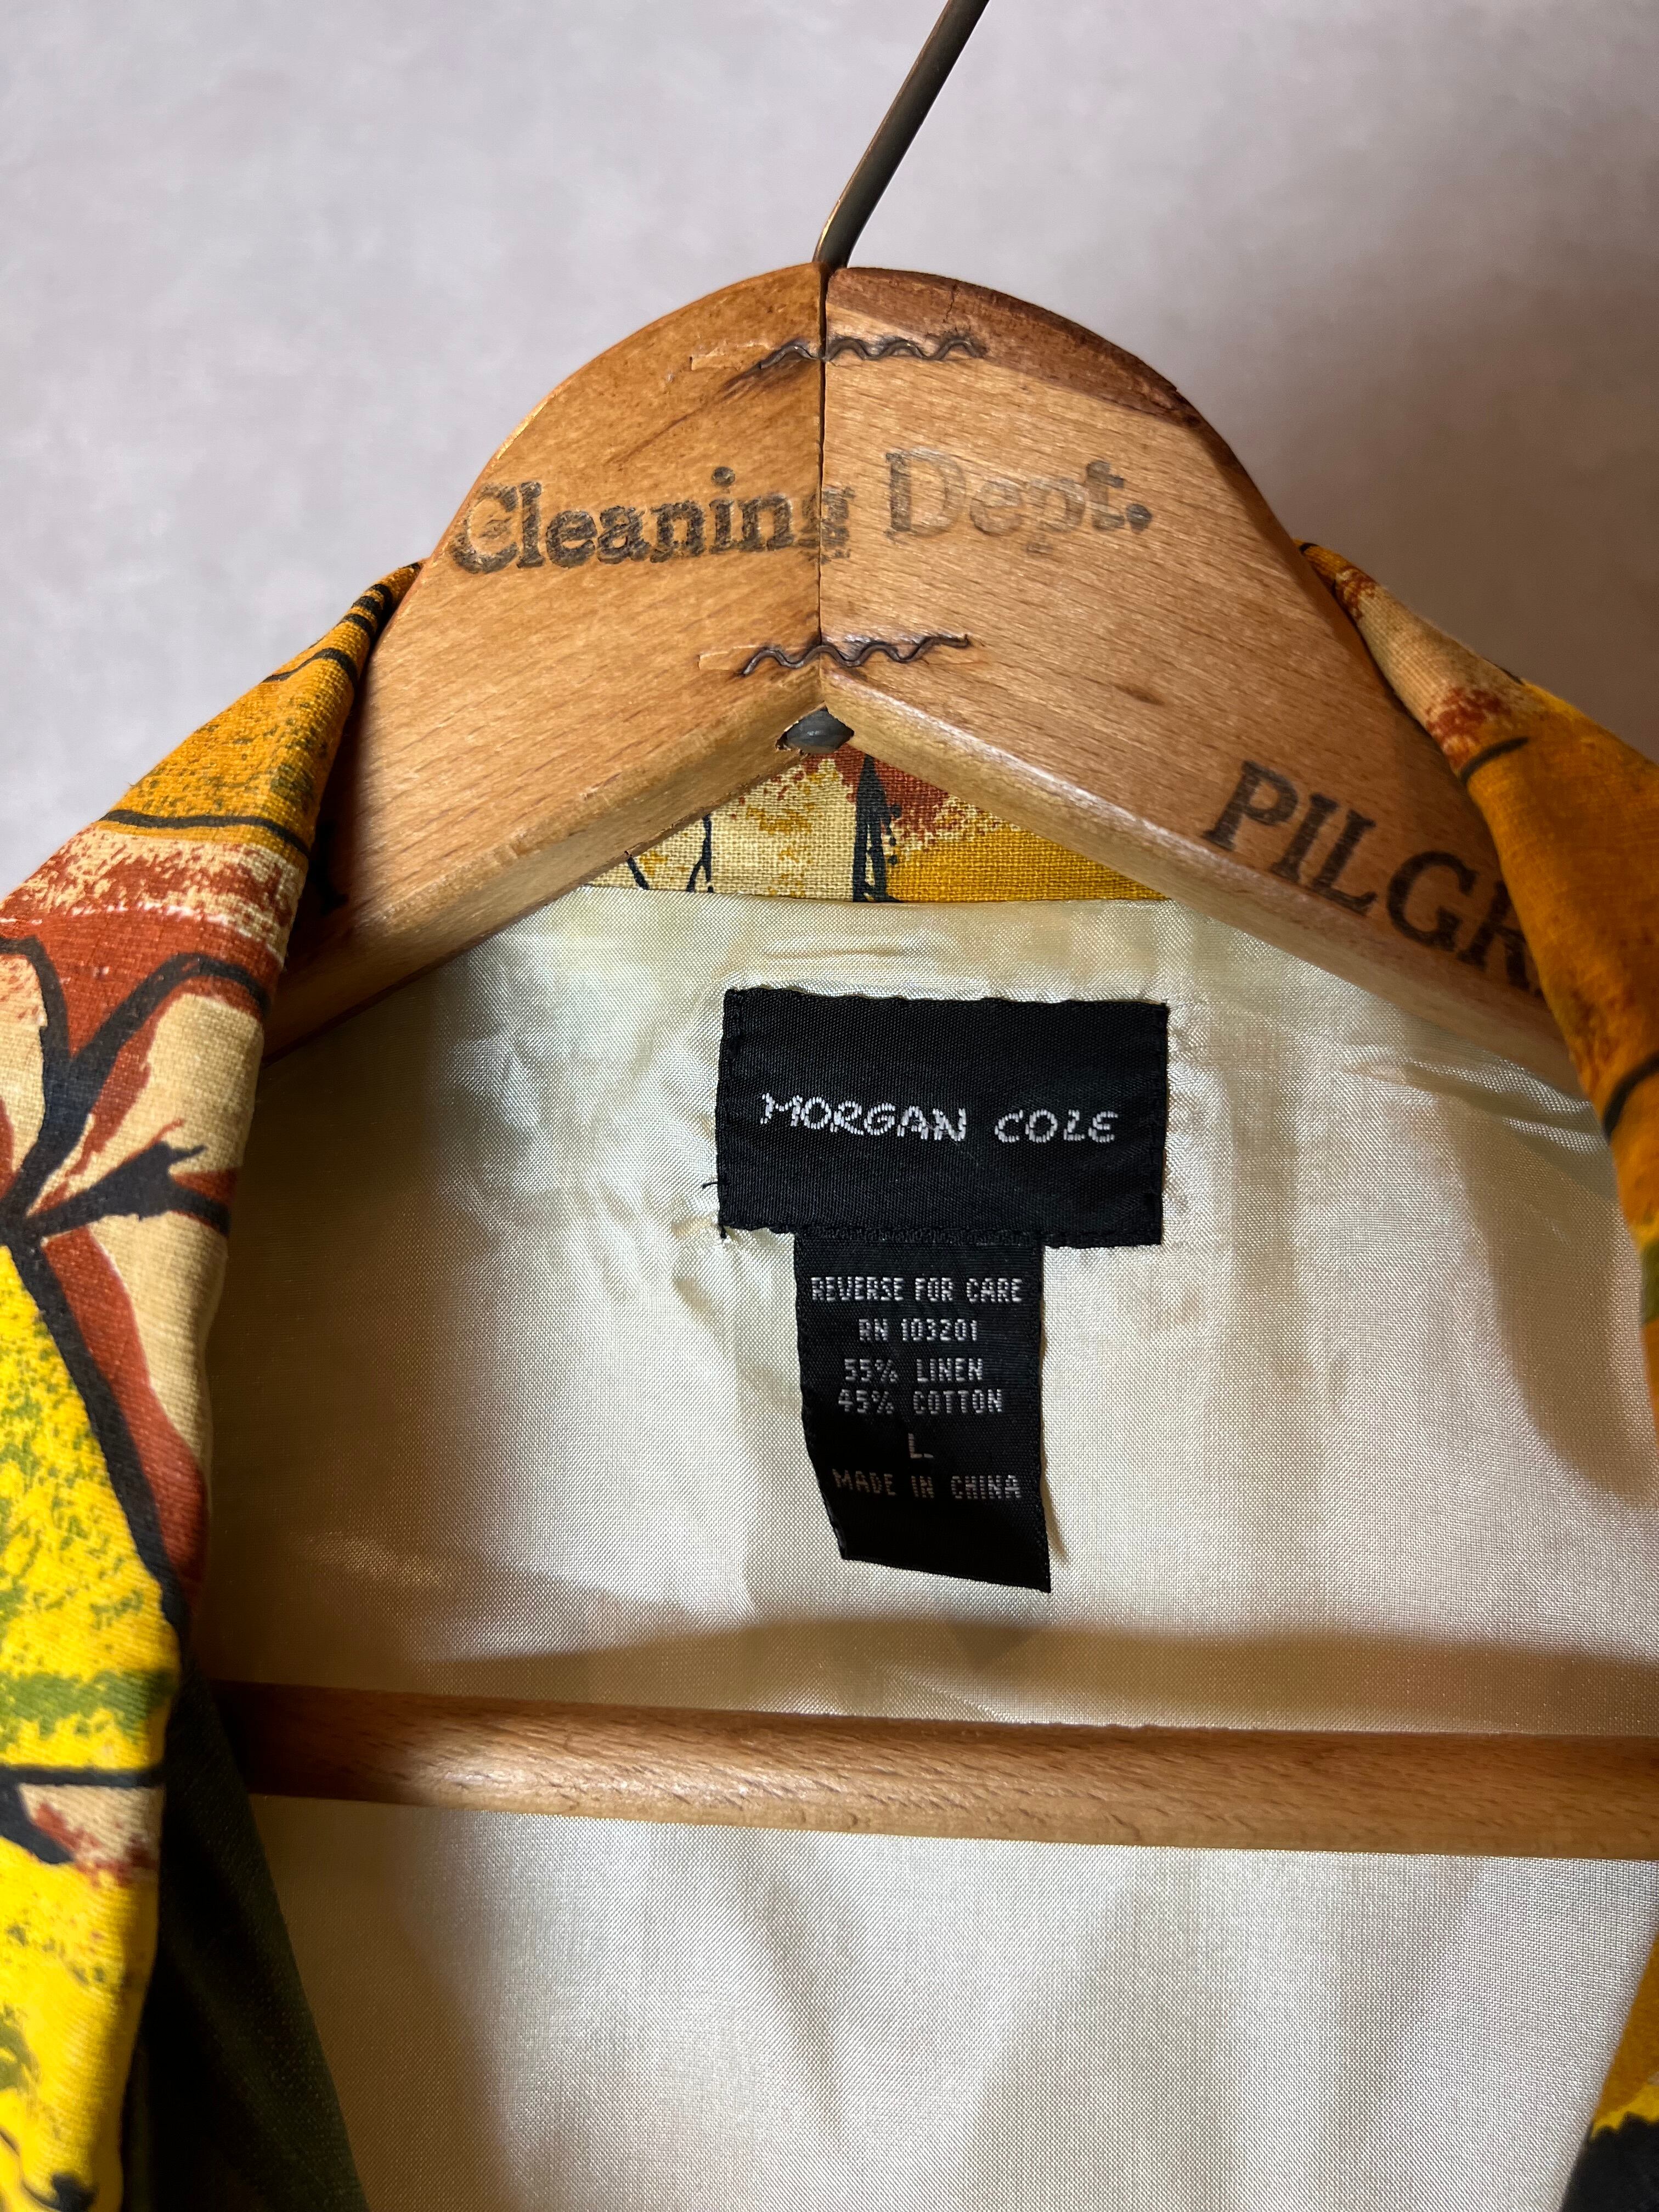 Cleaning Dept.
PILGR
MORGAN COLE
REVERSE FOR CARE
RN 103201
55% LINEN
45% COTTON
L
MADE IN CHINA